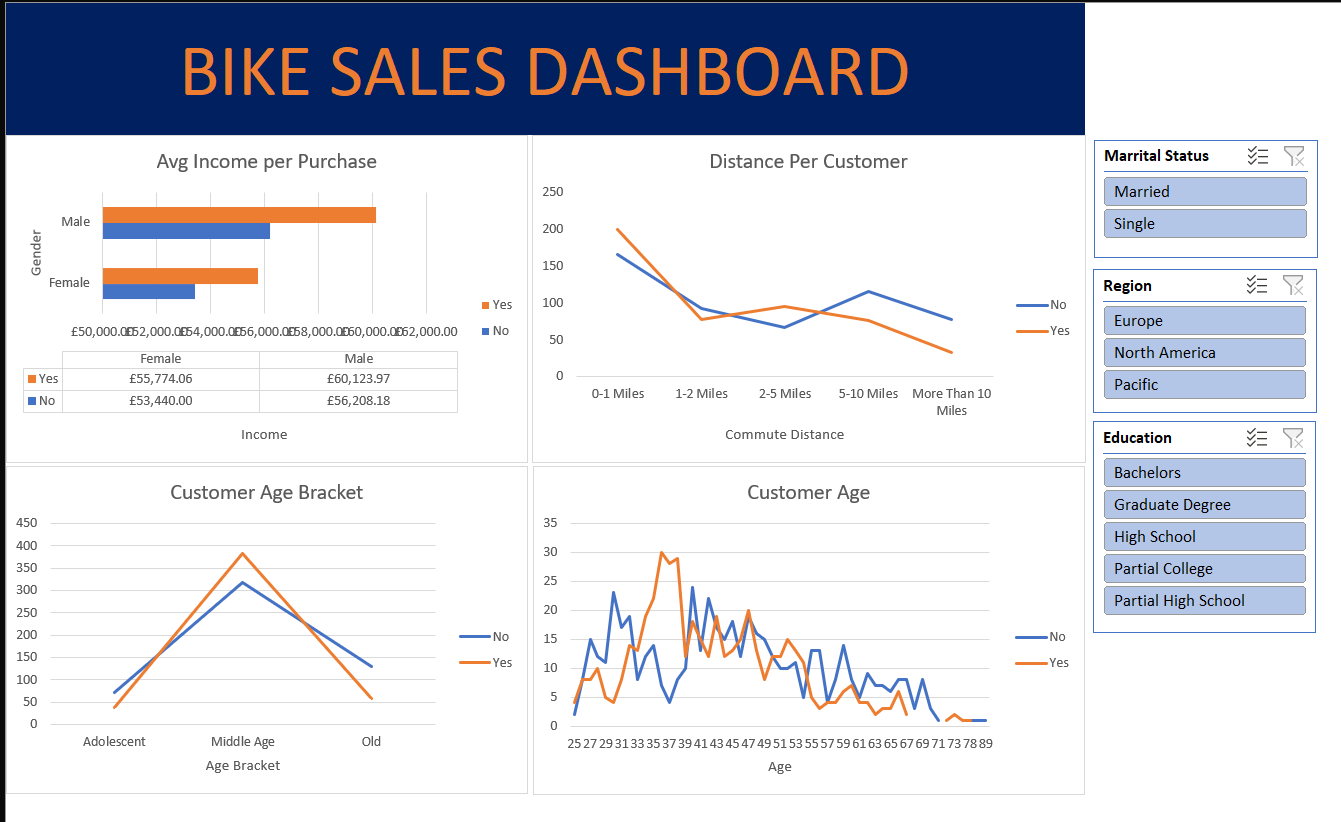 BIKE SALES DASHBOARD
Avg Income per Purchase
Gender
Male
Female
£50,000.00 £52,000.00 £54,000.00 £56,000.00 £58,000.00 £60,000.00 £62,000.00
Yes
No
Female Male
Yes £55,774.06 £60,123.97
No £53,440.00 £56,208.18
Income
Distance Per Customer
250
200
150
100
50
0
0-1 Miles 1-2 Miles 2-5 Miles 5-10 Miles More Than 10
Miles
Commute Distance
No
Yes
Marrital Status
Married
Single
Region
Europe
North America
Pacific
Education
Bachelors
Graduate Degree
High School
Partial College
Partial High School
Customer Age Bracket
450
400
350
300
250
200
150
100
50
0
Adolescent Middle Age Old
Age Bracket
No
Yes
Customer Age
35
30
25
20
15
10
5
0
25 27 29 31 33 35 37 39 41 43 45 47 49 51 53 55 57 59 61 63 65 67 69 71 73 78 89
Age
No
Yes